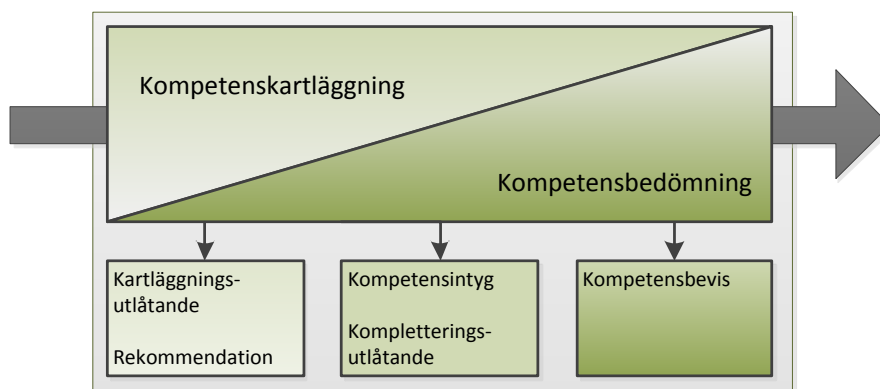 Kompetenskartläggning
Kompetensbedömning
Kartläggnings-
utlåtande
Rekommendation
Kompetensintyg
Kompletterings-
utlåtande
Kompetensbevis